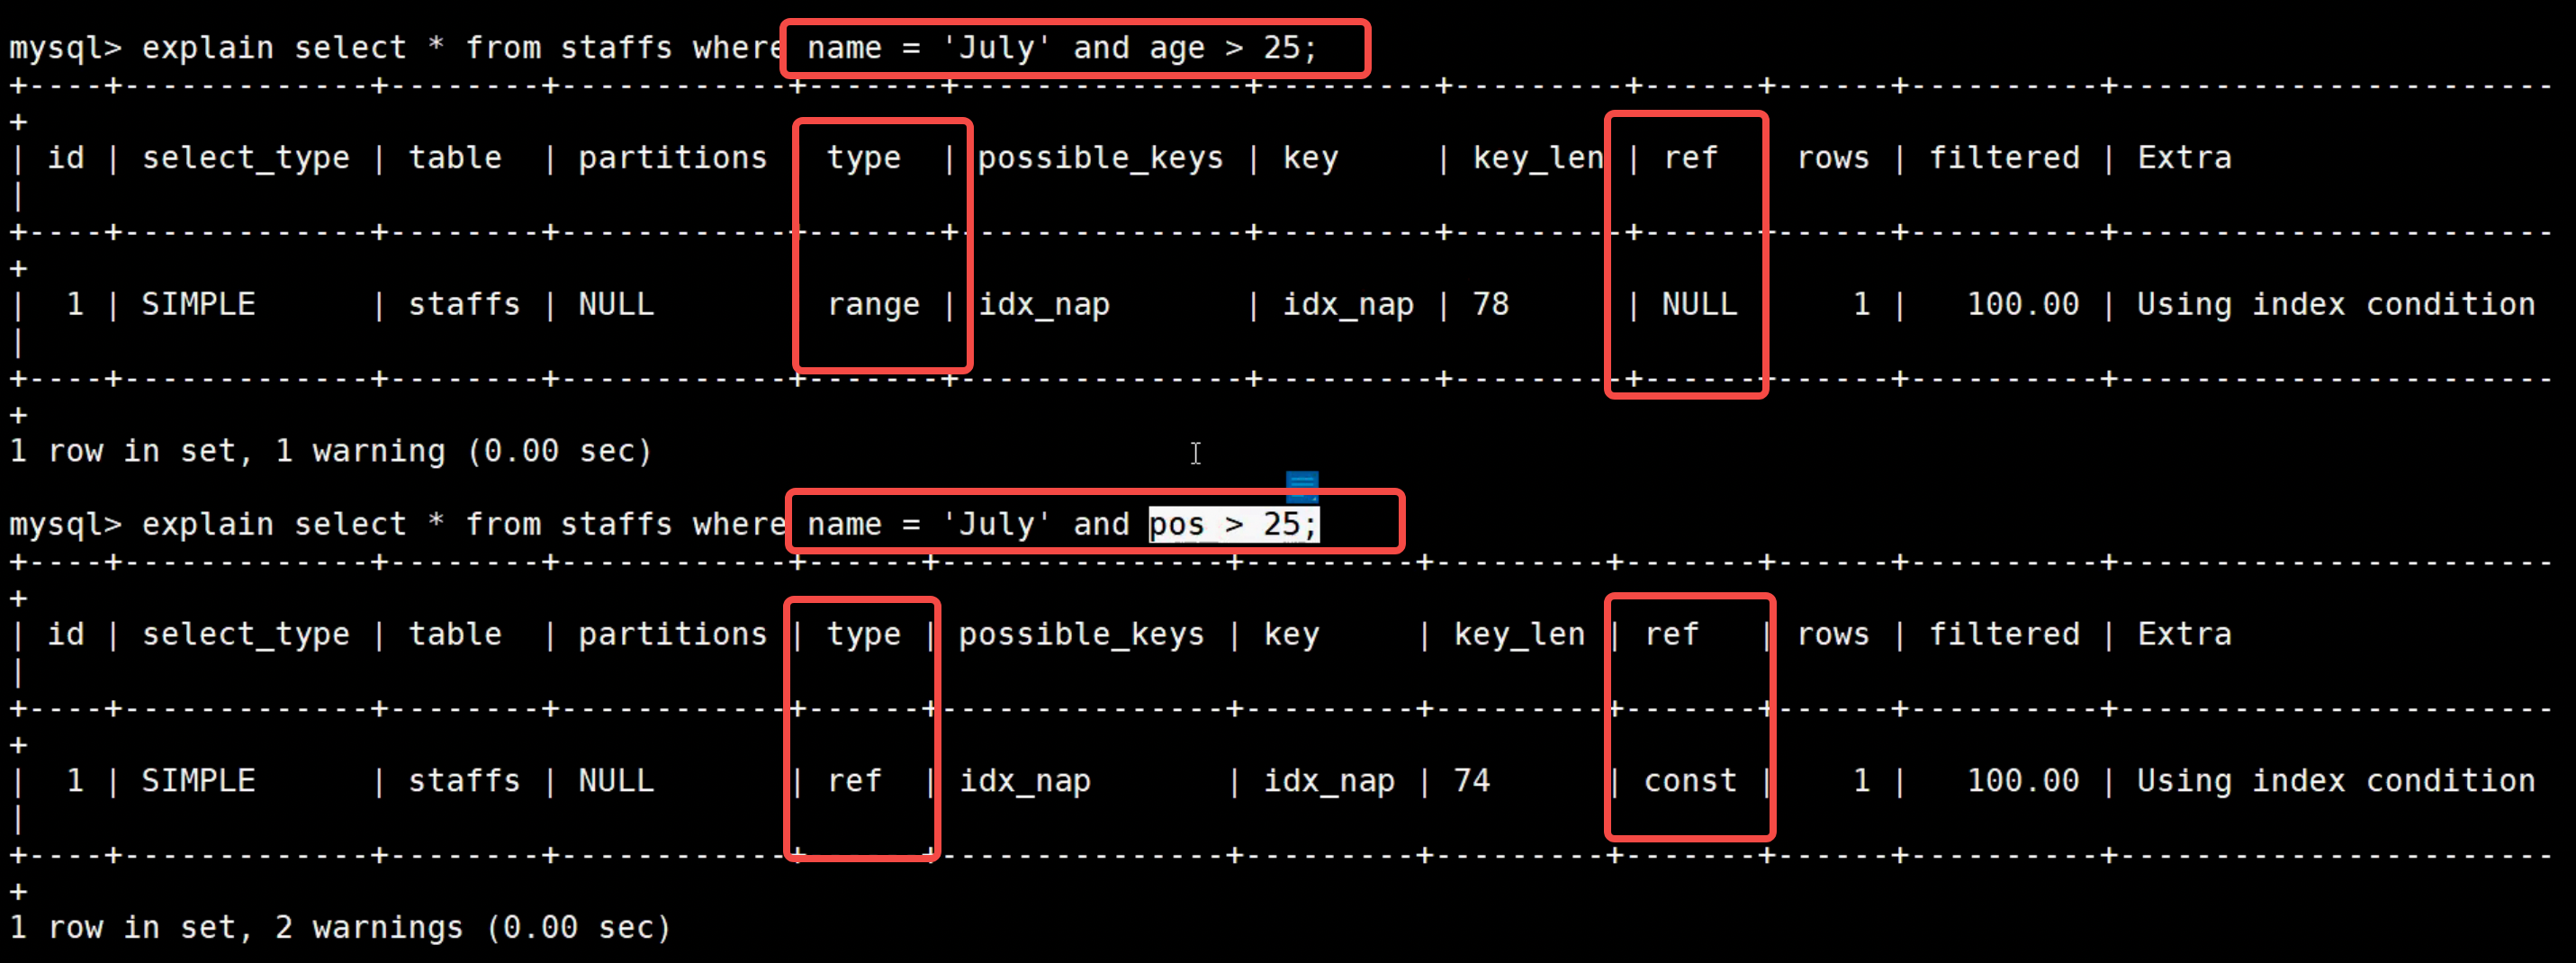 mysql> explain select * from staffs where name = 'July' and age > 25;
+----+-------------+--------+------------+-------+---------------+---------+---------+------+------+----------+-----------------------
+
| id | select_type | table  | partitions   type  | possible_keys | key     | key_len | ref    rows | filtered | Extra
|
+----+-------------+--------+------------+-------+---------------+---------+---------+------+------+----------+-----------------------
+
|  1 | SIMPLE      | staffs | NULL         range | idx_nap       | idx_nap | 78      | NULL      1 |   100.00 | Using index condition
|
+----+-------------+--------+------------+-------+---------------+---------+---------+------+------+----------+-----------------------
+
1 row in set, 1 warning (0.00 sec)
mysql> explain select * from staffs where name = 'July' and pos > 25;
+----+-------------+--------+------------+------+---------------+---------+---------+-------+------+----------+-----------------------
+
| id | select_type | table  | partitions | type | possible_keys | key     | key_len | ref   | rows | filtered | Extra
|
+----+-------------+--------+------------+------+---------------+---------+---------+-------+------+----------+-----------------------
+
|  1 | SIMPLE      | staffs | NULL       | ref  | idx_nap       | idx_nap | 74      | const |    1 |   100.00 | Using index condition
|
+----+-------------+--------+------------+------+---------------+---------+---------+-------+------+----------+-----------------------
+
1 row in set, 2 warnings (0.00 sec)